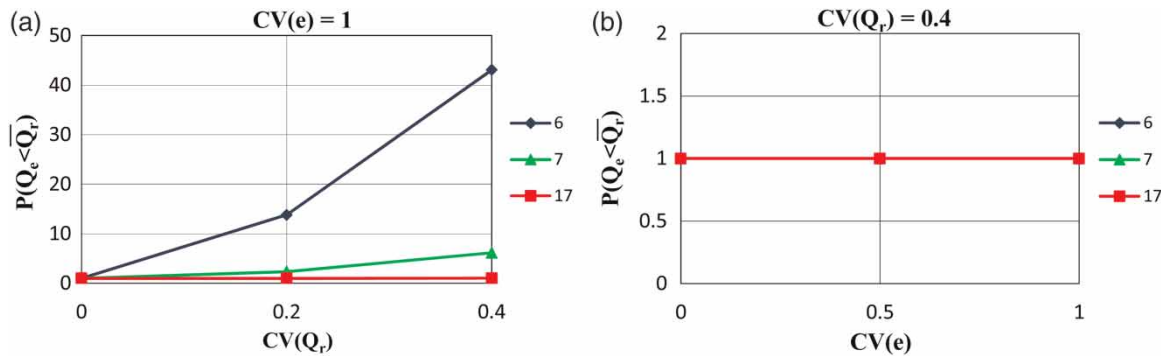 (a) CV(e) = 1
50
40
30
20
10
0
P(Qₑ<Q̅ᵣ)
0 0.2 0.4
CV(Qᵣ)
6
7
17
(b) CV(Qᵣ) = 0.4
2
1.5
1
0.5
0
P(Qₑ<Q̅ᵣ)
0 0.5 1
CV(e)
6
7
17